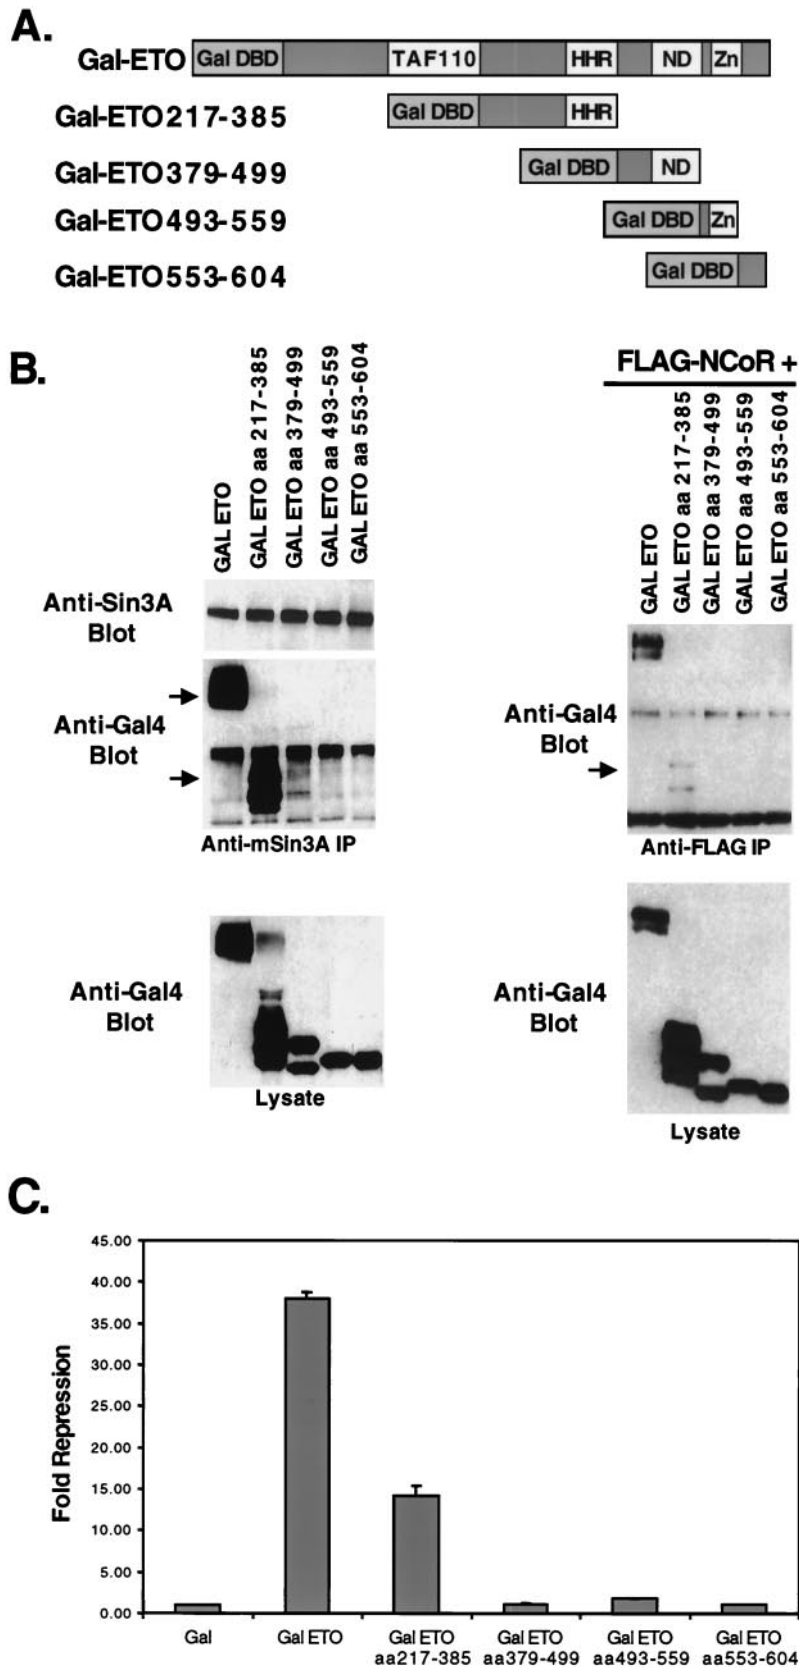 A.
Gal-ETO Gal DBD TAF110 HHR ND Zn
Gal-ETO217-385 Gal DBD HHR
Gal-ETO379-499 Gal DBD ND
Gal-ETO493-559 Gal DBD Zn
Gal-ETO553-604 Gal DBD
B.
GAL ETO
GAL ETO aa 217-385
GAL ETO aa 379-499
GAL ETO aa 493-559
GAL ETO aa 553-604
Anti-Sin3A
Blot
Anti-Gal4
Blot
Anti-mSin3A IP
Anti-Gal4
Blot
Lysate
FLAG-NCoR +
GAL ETO
GAL ETO aa 217-385
GAL ETO aa 379-499
GAL ETO aa 493-559
GAL ETO aa 553-604
Anti-Gal4
Blot
Anti-FLAG IP
Anti-Gal4
Blot
Lysate
C.
Fold Repression
45.00
40.00
35.00
30.00
25.00
20.00
15.00
10.00
5.00
0.00
Gal
Gal ETO
Gal ETO
aa217-385
Gal ETO
aa379-499
Gal ETO
aa493-559
Gal ETO
aa553-604